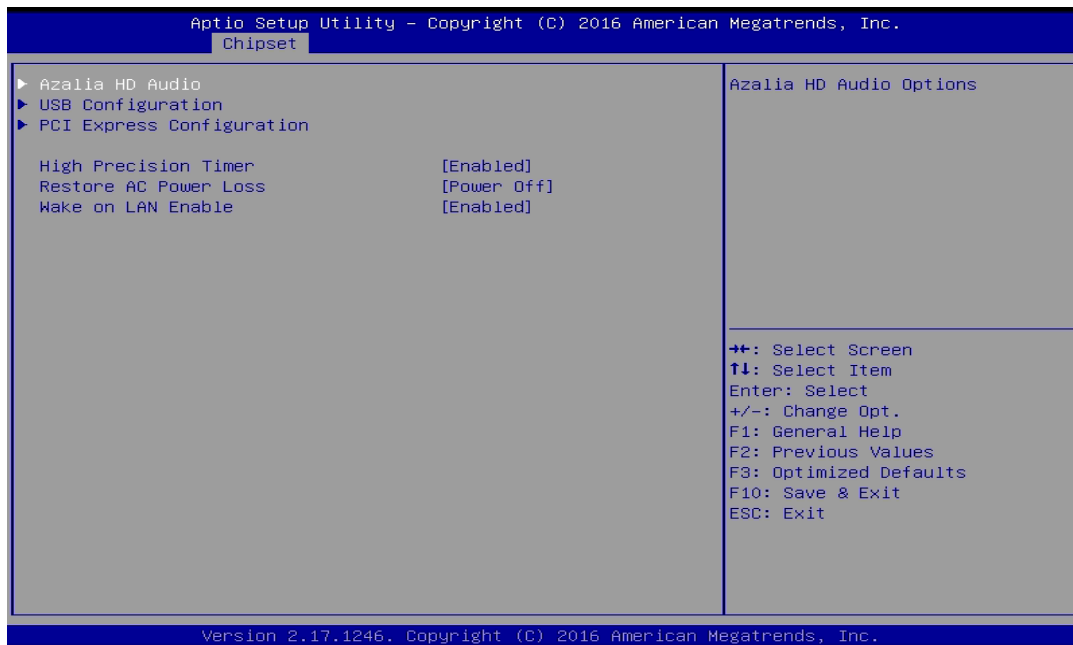 Aptio Setup Utility – Copyright (C) 2016 American Megatrends, Inc.
Chipset
▶ Azalia HD Audio
▶ USB Configuration
▶ PCI Express Configuration
High Precision Timer [Enabled]
Restore AC Power Loss [Power Off]
Wake on LAN Enable [Enabled]
Azalia HD Audio Options
→←: Select Screen
↑↓: Select Item
Enter: Select
+/-: Change Opt.
F1: General Help
F2: Previous Values
F3: Optimized Defaults
F10: Save & Exit
ESC: Exit
Version 2.17.1246. Copyright (C) 2016 American Megatrends, Inc.